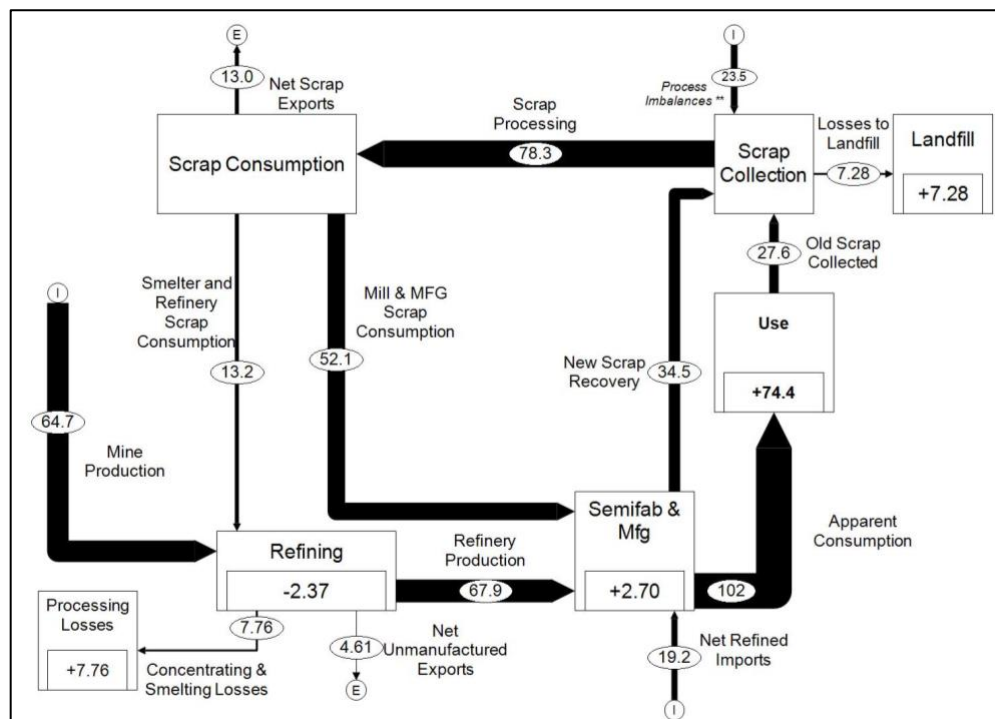 E
13.0
Net Scrap
Exports
I
23.5
Process
Imbalances **
Scrap Consumption
Scrap
Processing
78.3
Scrap
Collection
Losses to
Landfill
7.28
Landfill
+7.28
Old Scrap
27.6
Collected
I
64.7
Mine
Production
Smelter and
Refinery
Scrap
Consumption
13.2
Mill & MFG
Scrap
Consumption
52.1
New Scrap
Recovery
34.5
Use
+74.4
Refining
-2.37
Refinery
Production
67.9
Semifab &
Mfg
+2.70
102
Apparent
Consumption
Processing
Losses
+7.76
7.76
Concentrating &
Smelting Losses
4.61
E
Net
Unmanufactured
Exports
19.2
I
Net Refined
Imports